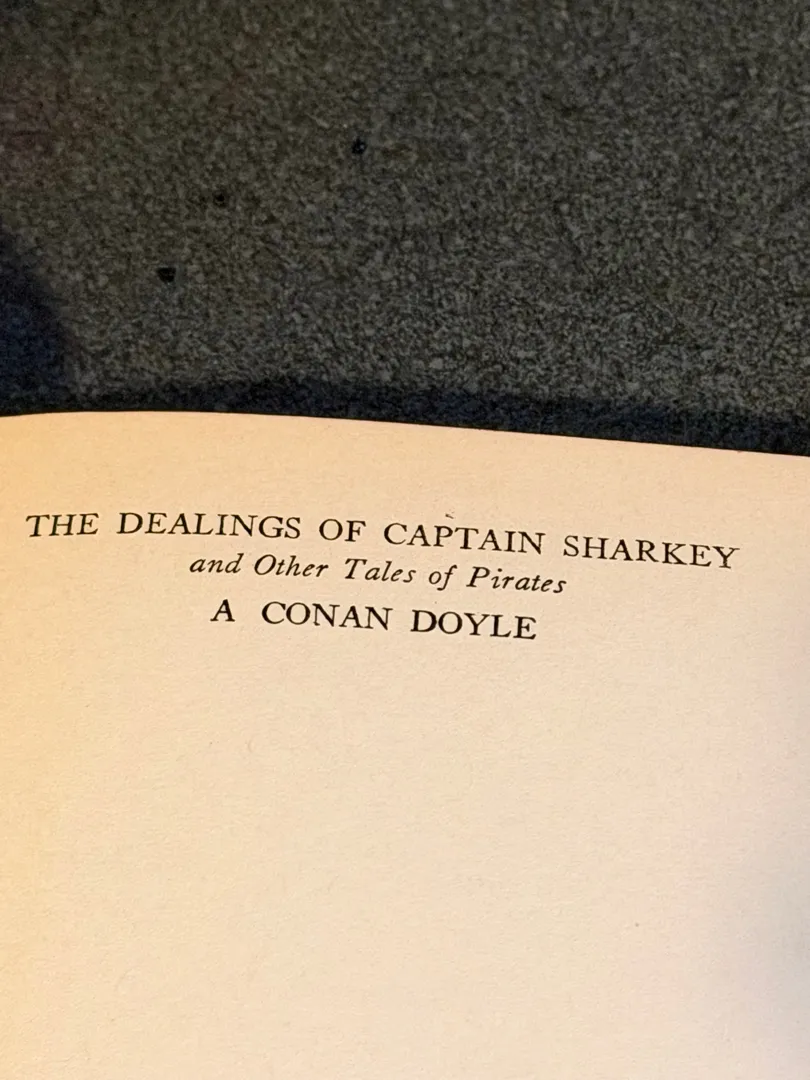 THE DEALINGS OF CAPTAIN SHARKEY
and Other Tales of Pirates
A CONAN DOYLE